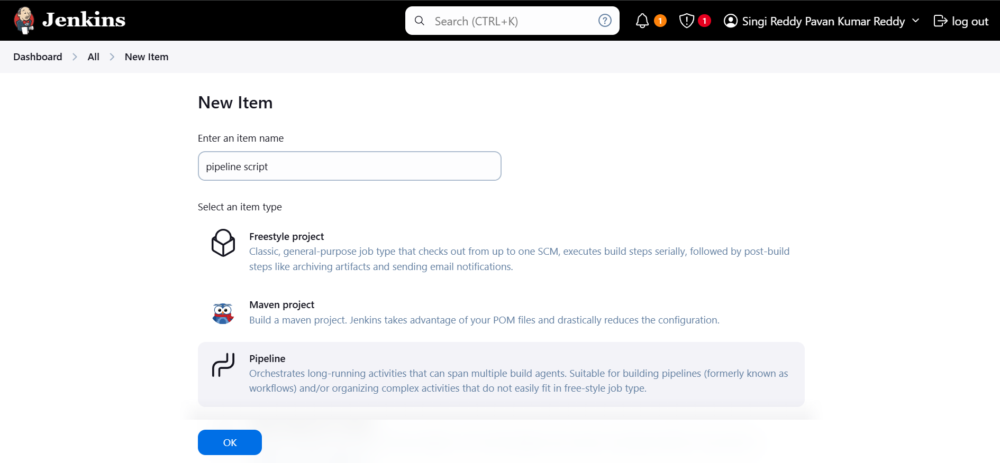 Jenkins
Search (CTRL+K)
?
1
1
Singi Reddy Pavan Kumar Reddy
log out
Dashboard
All
New Item
New Item
Enter an item name
pipeline script
Select an item type
Freestyle project
Classic, general-purpose job type that checks out from up to one SCM, executes build steps serially, followed by post-build
steps like archiving artifacts and sending email notifications.
Maven project
Build a maven project. Jenkins takes advantage of your POM files and drastically reduces the configuration.
Pipeline
Orchestrates long-running activities that can span multiple build agents. Suitable for building pipelines (formerly known as
workflows) and/or organizing complex activities that do not easily fit in free-style job type.
OK